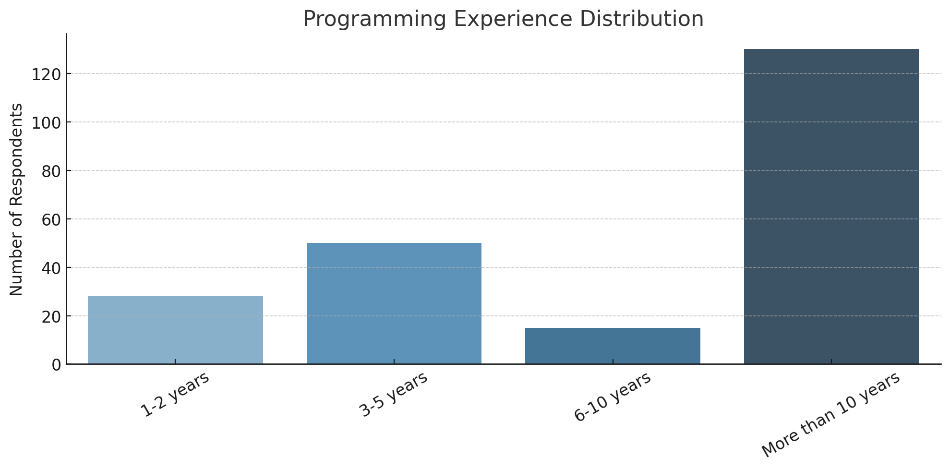 Programming Experience Distribution
Number of Respondents
120
100
80
60
40
20
0
1-2 years
3-5 years
6-10 years
More than 10 years